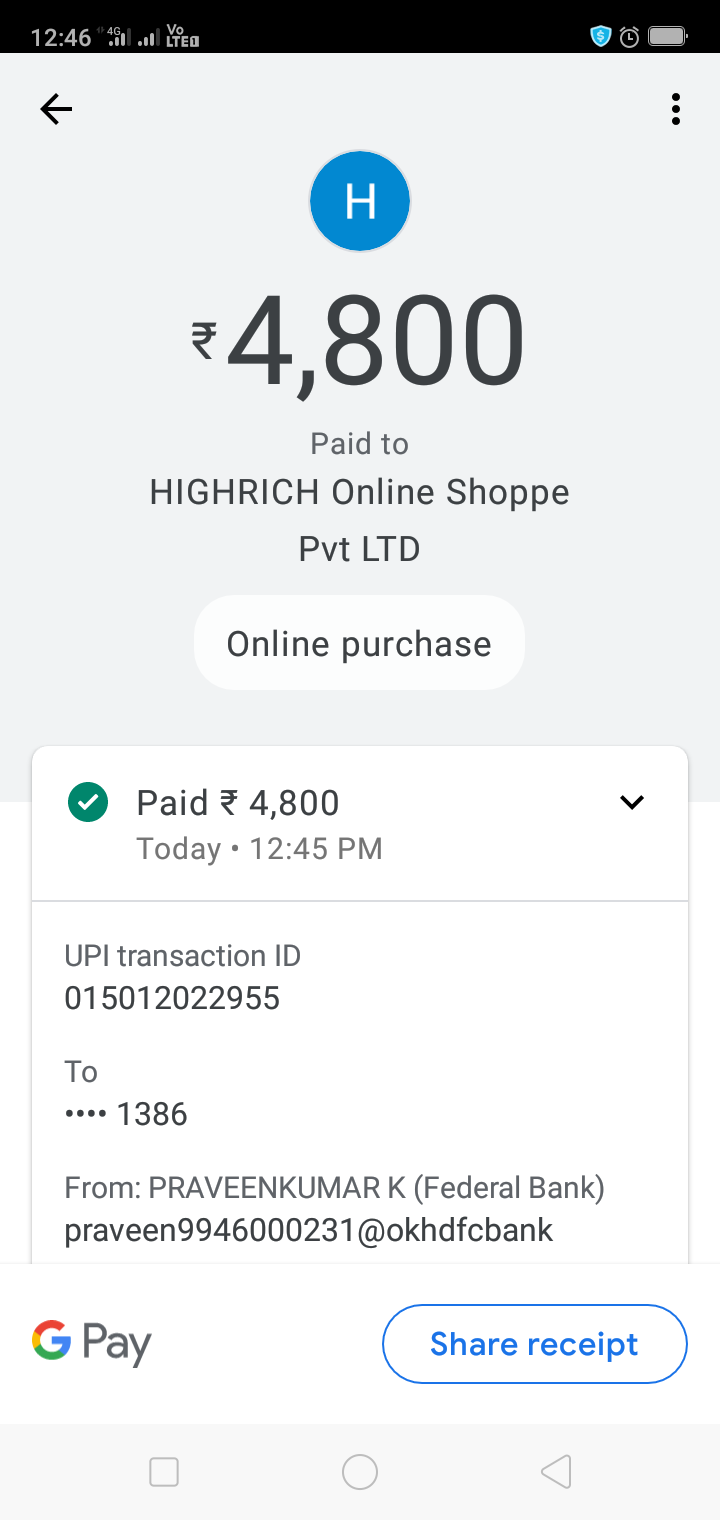 12:46 4G Vo LTE1
H
₹4,800
Paid to
HIGHRICH Online Shoppe
Pvt LTD
Online purchase
Paid ₹ 4,800
Today • 12:45 PM
UPI transaction ID
015012022955
To
•••• 1386
From: PRAVEENKUMAR K (Federal Bank)
praveen9946000231@okhdfcbank
G Pay
Share receipt